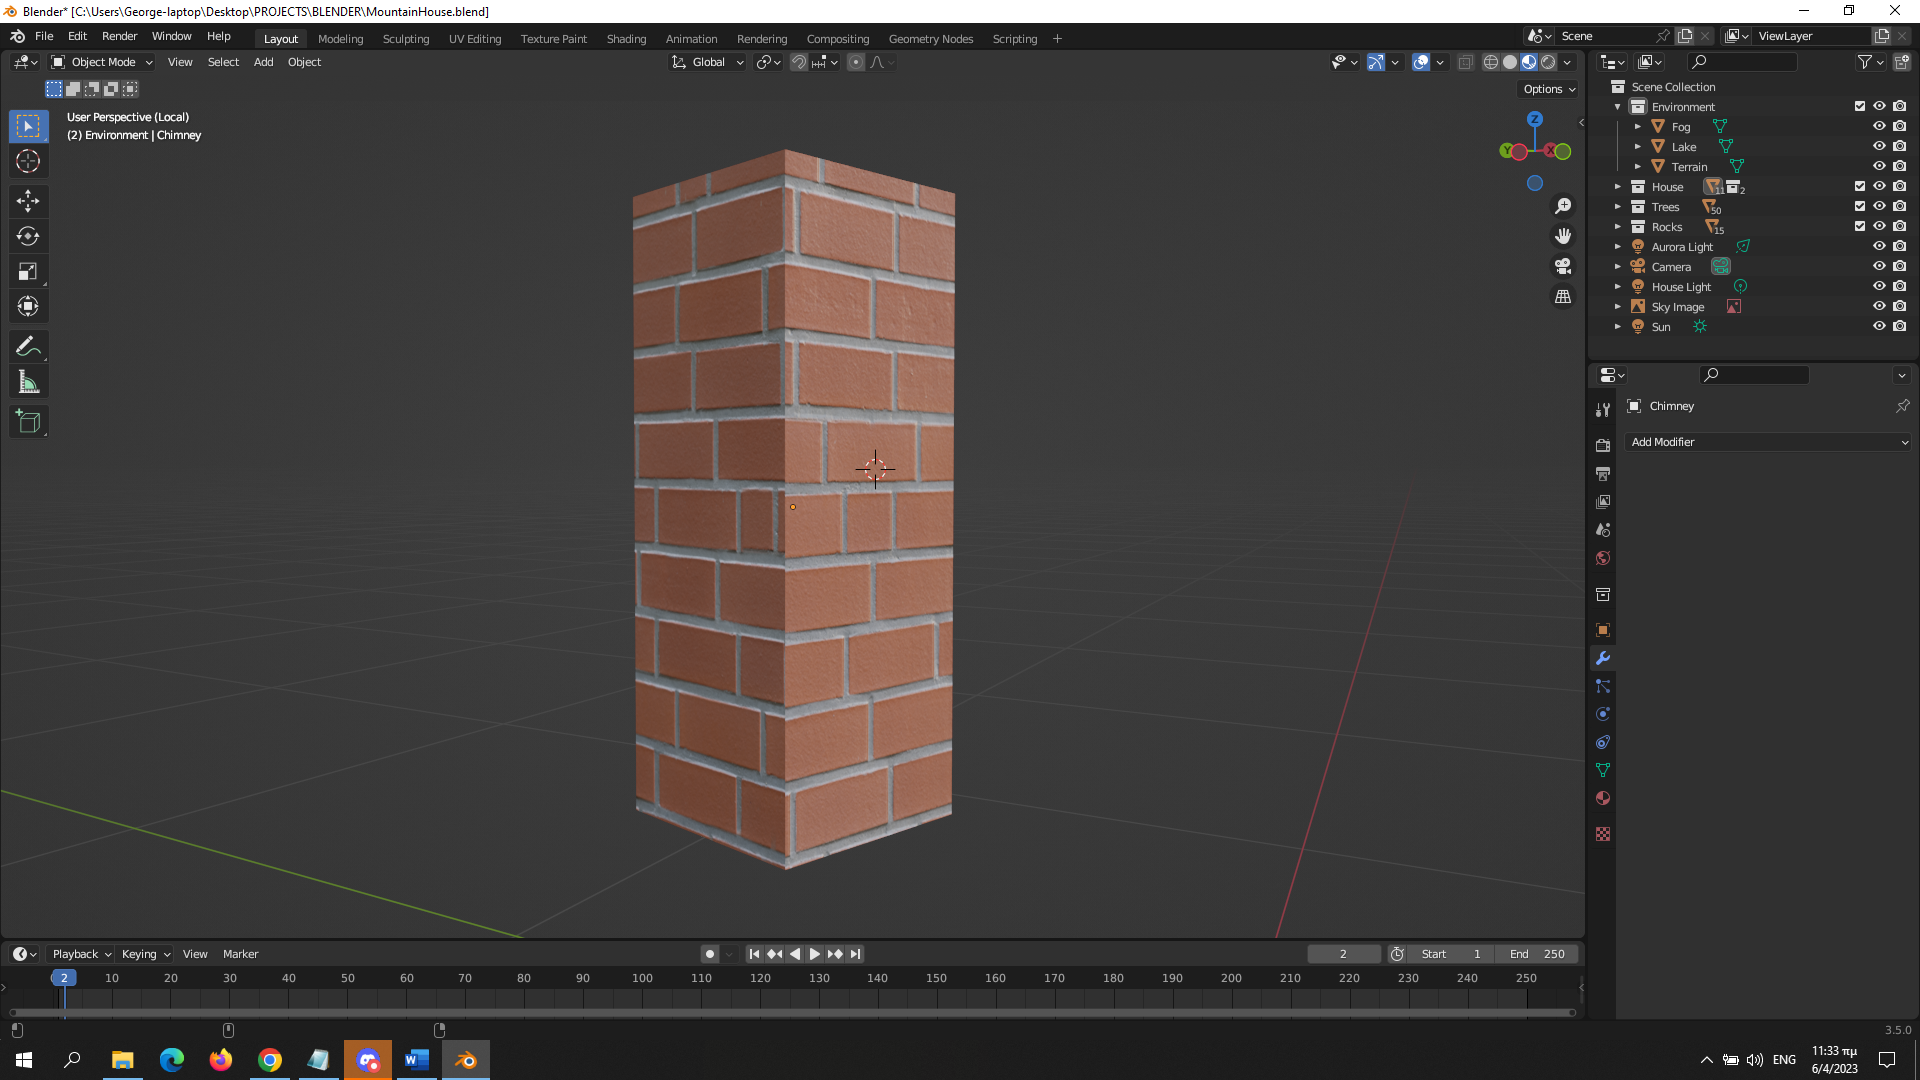 Blender* [C:\Users\George-laptop\Desktop\PROJECTS\BLENDER\MountainHouse.blend]
File Edit Render Window Help Layout Modeling Sculpting UV Editing Texture Paint Shading Animation Rendering Compositing Geometry Nodes Scripting + Scene ViewLayer
Object Mode View Select Add Object Global
Options
User Perspective (Local)
(2) Environment | Chimney
Z
Y X
Scene Collection
Environment
Fog
Lake
Terrain
House 11 2
Trees 50
Rocks 15
Aurora Light
Camera
House Light
Sky Image
Sun
Chimney
Add Modifier
Playback Keying View Marker 2 Start 1 End 250
2 10 20 30 40 50 60 70 80 90 100 110 120 130 140 150 160 170 180 190 200 210 220 230 240 250
3.5.0
W ENG 11:33 πμ
6/4/2023